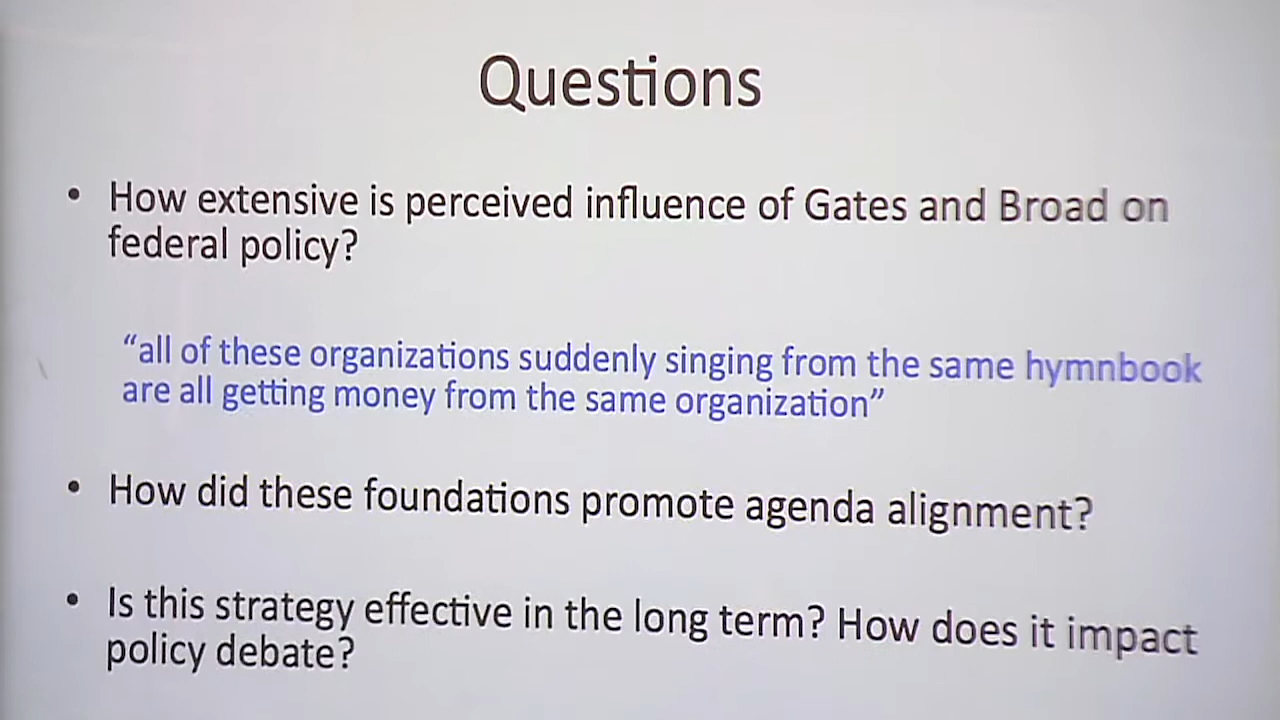 Questions
• How extensive is perceived influence of Gates and Broad on
federal policy?
“all of these organizations suddenly singing from the same hymnbook
are all getting money from the same organization”
• How did these foundations promote agenda alignment?
• Is this strategy effective in the long term? How does it impact
policy debate?